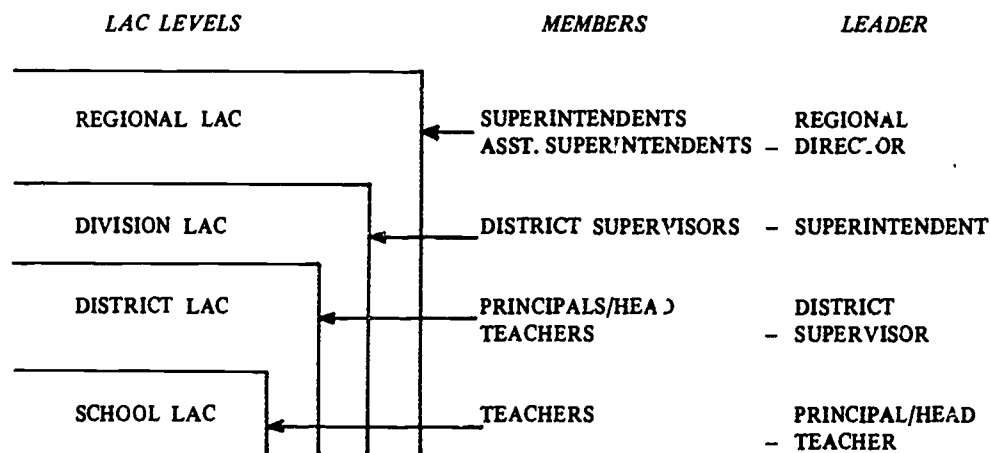 LAC LEVELS MEMBERS LEADER
REGIONAL LAC SUPERINTENDENTS REGIONAL
ASST. SUPERINTENDENTS – DIRECTOR
DIVISION LAC DISTRICT SUPERVISORS – SUPERINTENDENT
DISTRICT LAC PRINCIPALS/HEAD DISTRICT
TEACHERS – SUPERVISOR
SCHOOL LAC TEACHERS PRINCIPAL/HEAD
– TEACHER